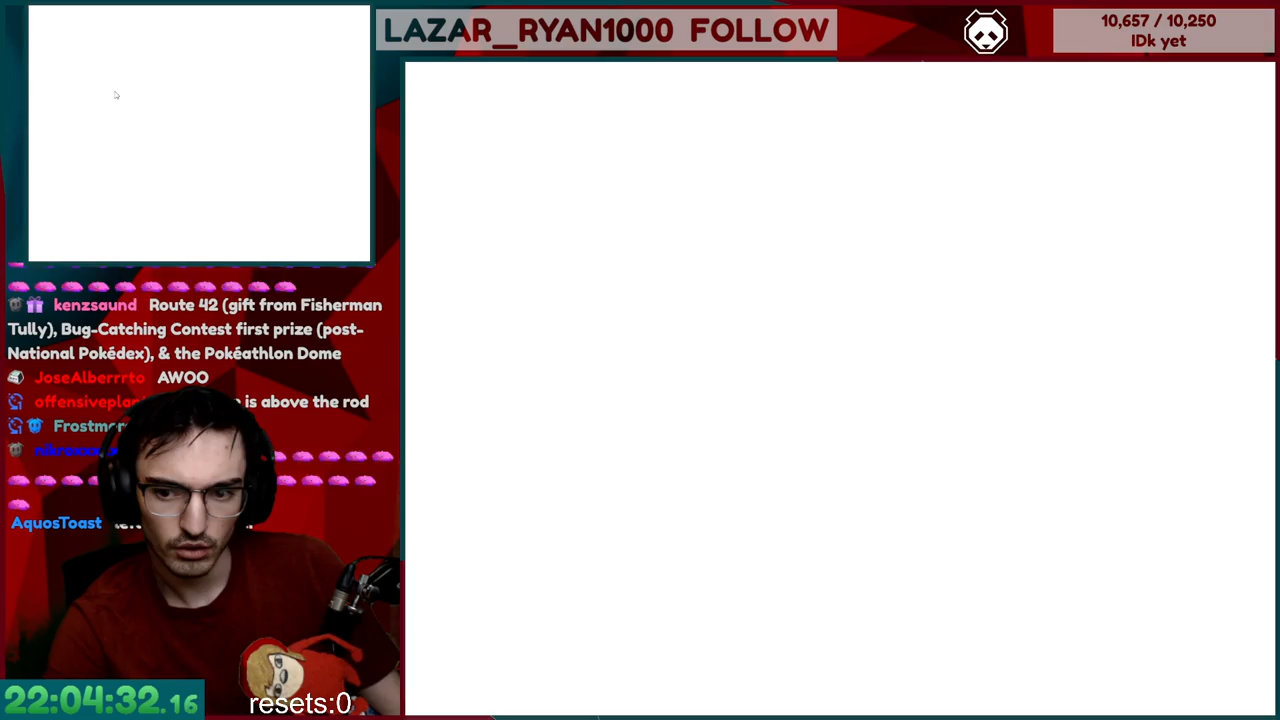 LAZAR_RYAN1000 FOLLOW
10,657 / 10,250
IDk yet
kenzsaund Route 42 (gift from Fisherman
Tully), Bug-Catching Contest first prize (post-
National Pokédex), & the Pokéathlon Dome
JoseAlberrrto AWOO
is above the rod
AquosToast
22:04:32.16
resets:0